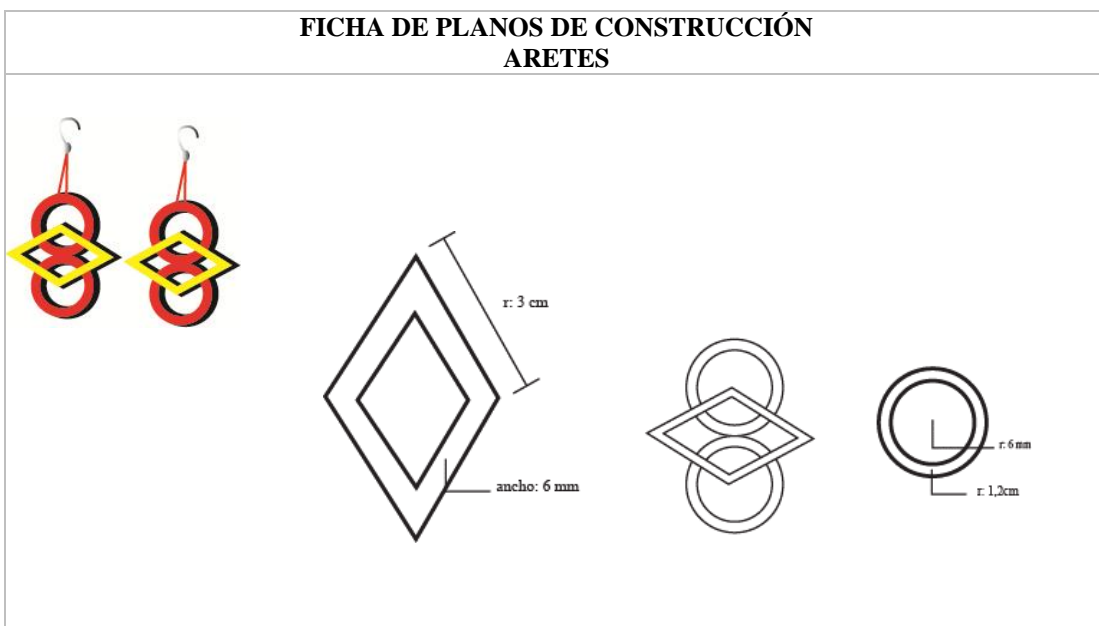 FICHA DE PLANOS DE CONSTRUCCIÓN
ARETES
r: 3 cm
ancho: 6 mm
r: 6 mm
r: 1,2cm